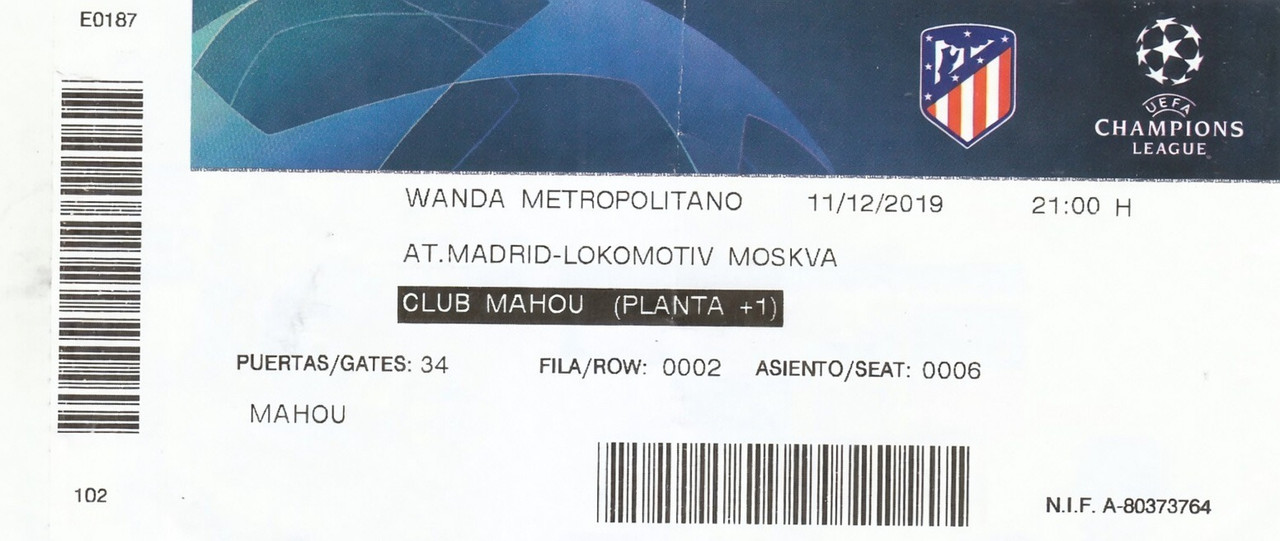 E0187
UEFA
CHAMPIONS
LEAGUE
WANDA METROPOLITANO 11/12/2019 21:00 H
AT.MADRID-LOKOMOTIV MOSKVA
CLUB MAHOU (PLANTA +1)
PUERTAS/GATES: 34 FILA/ROW: 0002 ASIENTO/SEAT: 0006
MAHOU
102
N.I.F. A-80373764